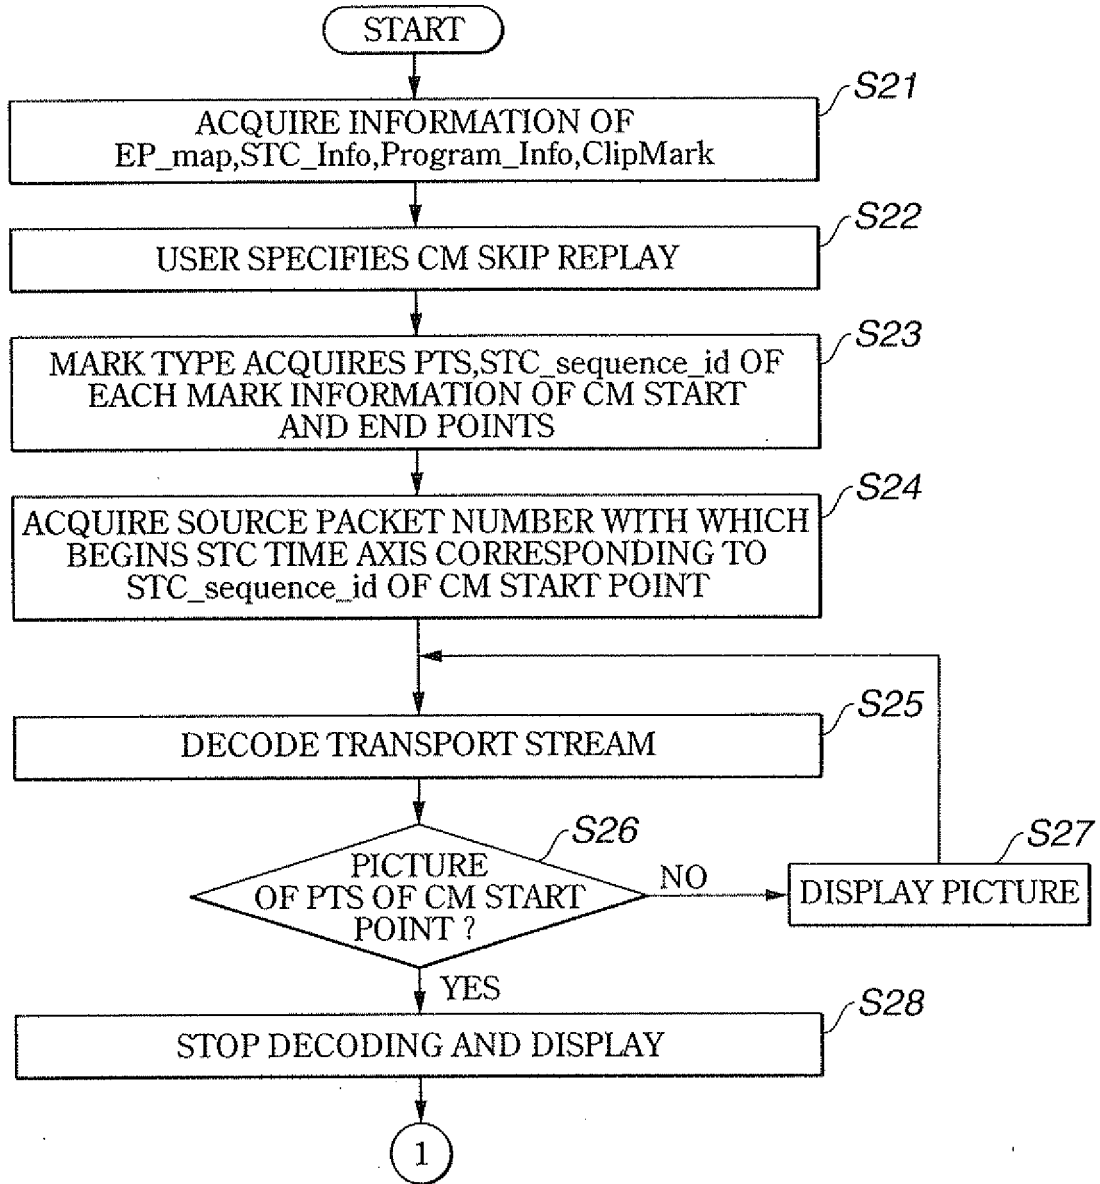 START
S21
ACQUIRE INFORMATION OF
EP_map,STC_Info,Program_Info,ClipMark
S22
USER SPECIFIES CM SKIP REPLAY
S23
MARK TYPE ACQUIRES PTS,STC_sequence_id OF
EACH MARK INFORMATION OF CM START
AND END POINTS
S24
ACQUIRE SOURCE PACKET NUMBER WITH WHICH
BEGINS STC TIME AXIS CORRESPONDING TO
STC_sequence_id OF CM START POINT
S25
DECODE TRANSPORT STREAM
S26
PICTURE
OF PTS OF CM START
POINT ?
NO
S27
DISPLAY PICTURE
YES
S28
STOP DECODING AND DISPLAY
1